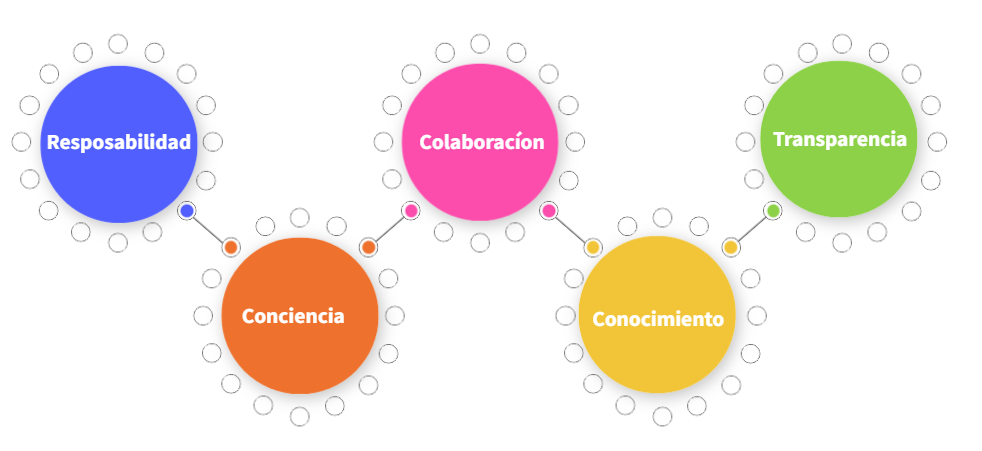 Resposabilidad
Conciencia
Colaboracíon
Conocimiento
Transparencia